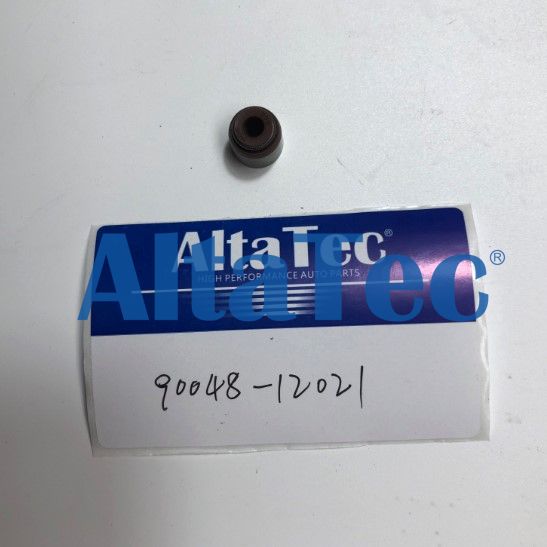 AltaTec®
HIGH PERFORMANCE AUTO PARTS
AltaTec®
90048-12021